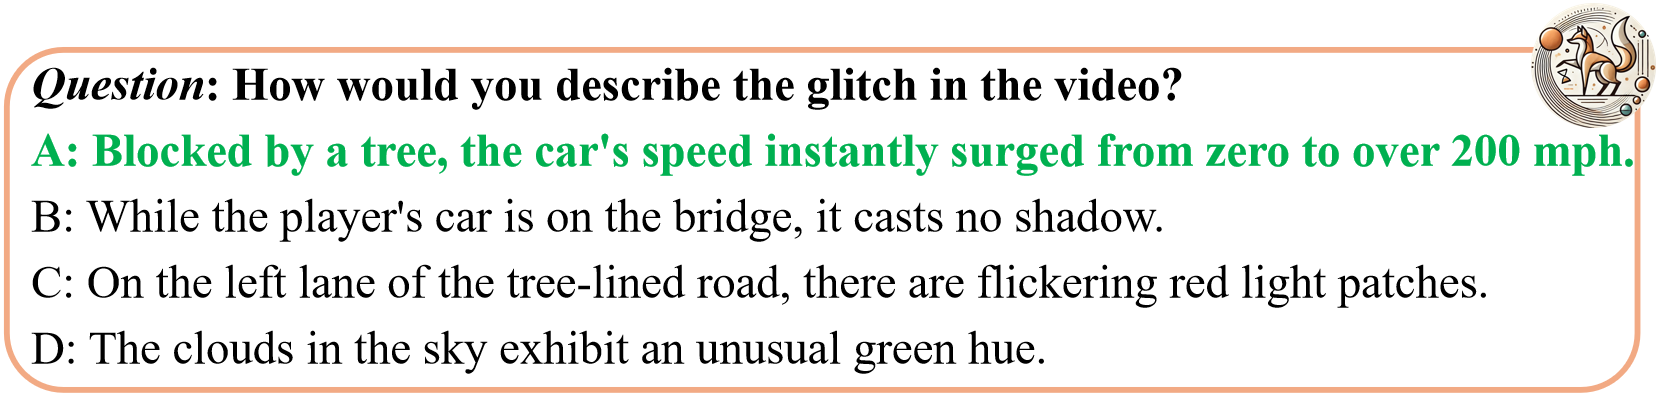 Question: How would you describe the glitch in the video?
A: Blocked by a tree, the car's speed instantly surged from zero to over 200 mph.
B: While the player's car is on the bridge, it casts no shadow.
C: On the left lane of the tree-lined road, there are flickering red light patches.
D: The clouds in the sky exhibit an unusual green hue.